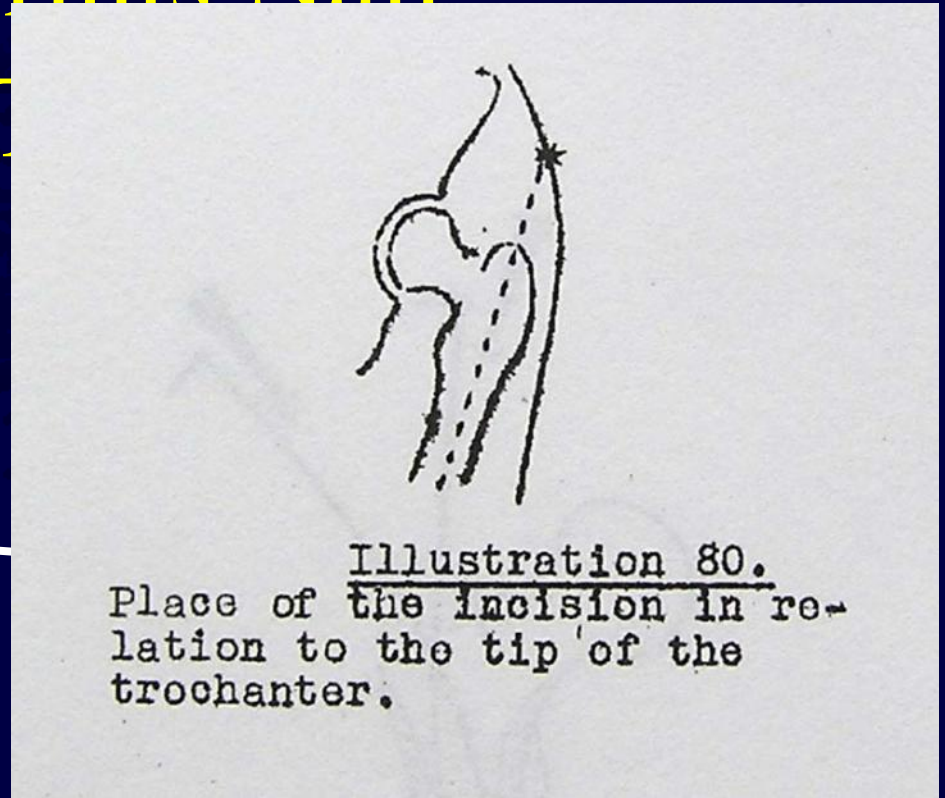 Illustration 80.
Place of the incision in re-
lation to the tip of the
trochanter.